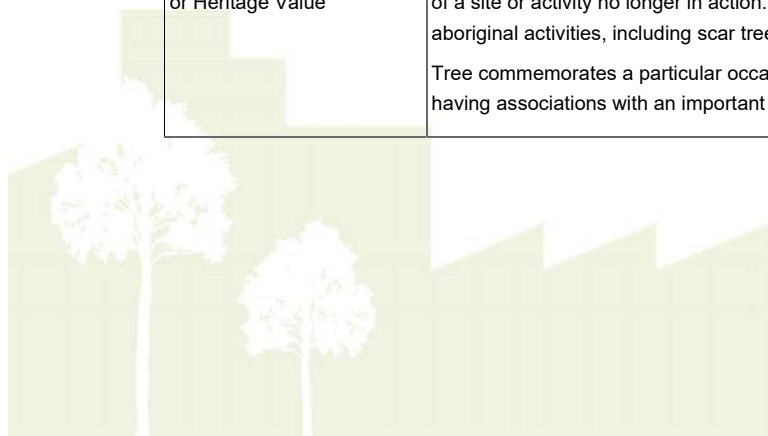 or Heritage Value
of a site or activity no longer in action.
aboriginal activities, including scar tree
Tree commemorates a particular occa
having associations with an important